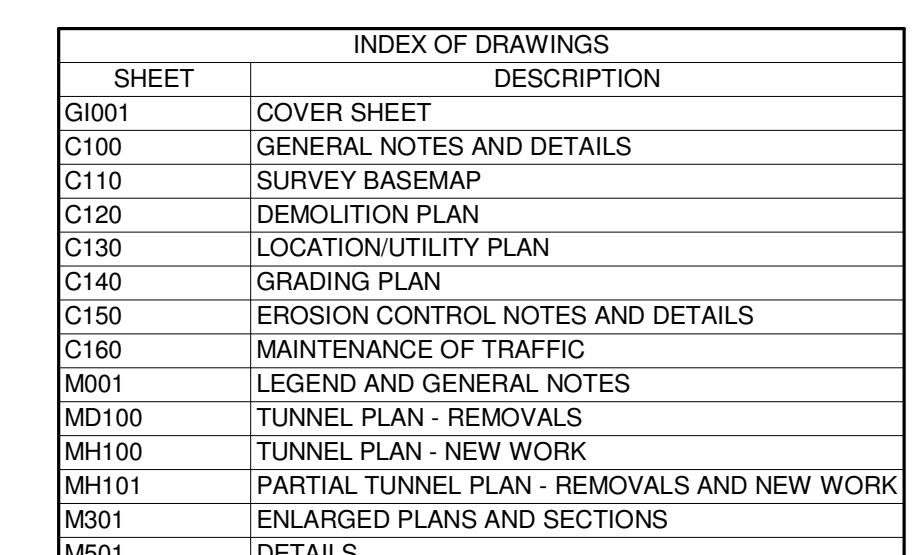 INDEX OF DRAWINGS
SHEET DESCRIPTION
GI001 COVER SHEET
C100 GENERAL NOTES AND DETAILS
C110 SURVEY BASEMAP
C120 DEMOLITION PLAN
C130 LOCATION/UTILITY PLAN
C140 GRADING PLAN
C150 EROSION CONTROL NOTES AND DETAILS
C160 MAINTENANCE OF TRAFFIC
M001 LEGEND AND GENERAL NOTES
MD100 TUNNEL PLAN - REMOVALS
MH100 TUNNEL PLAN - NEW WORK
MH101 PARTIAL TUNNEL PLAN - REMOVALS AND NEW WORK
M301 ENLARGED PLANS AND SECTIONS
M501 DETAILS